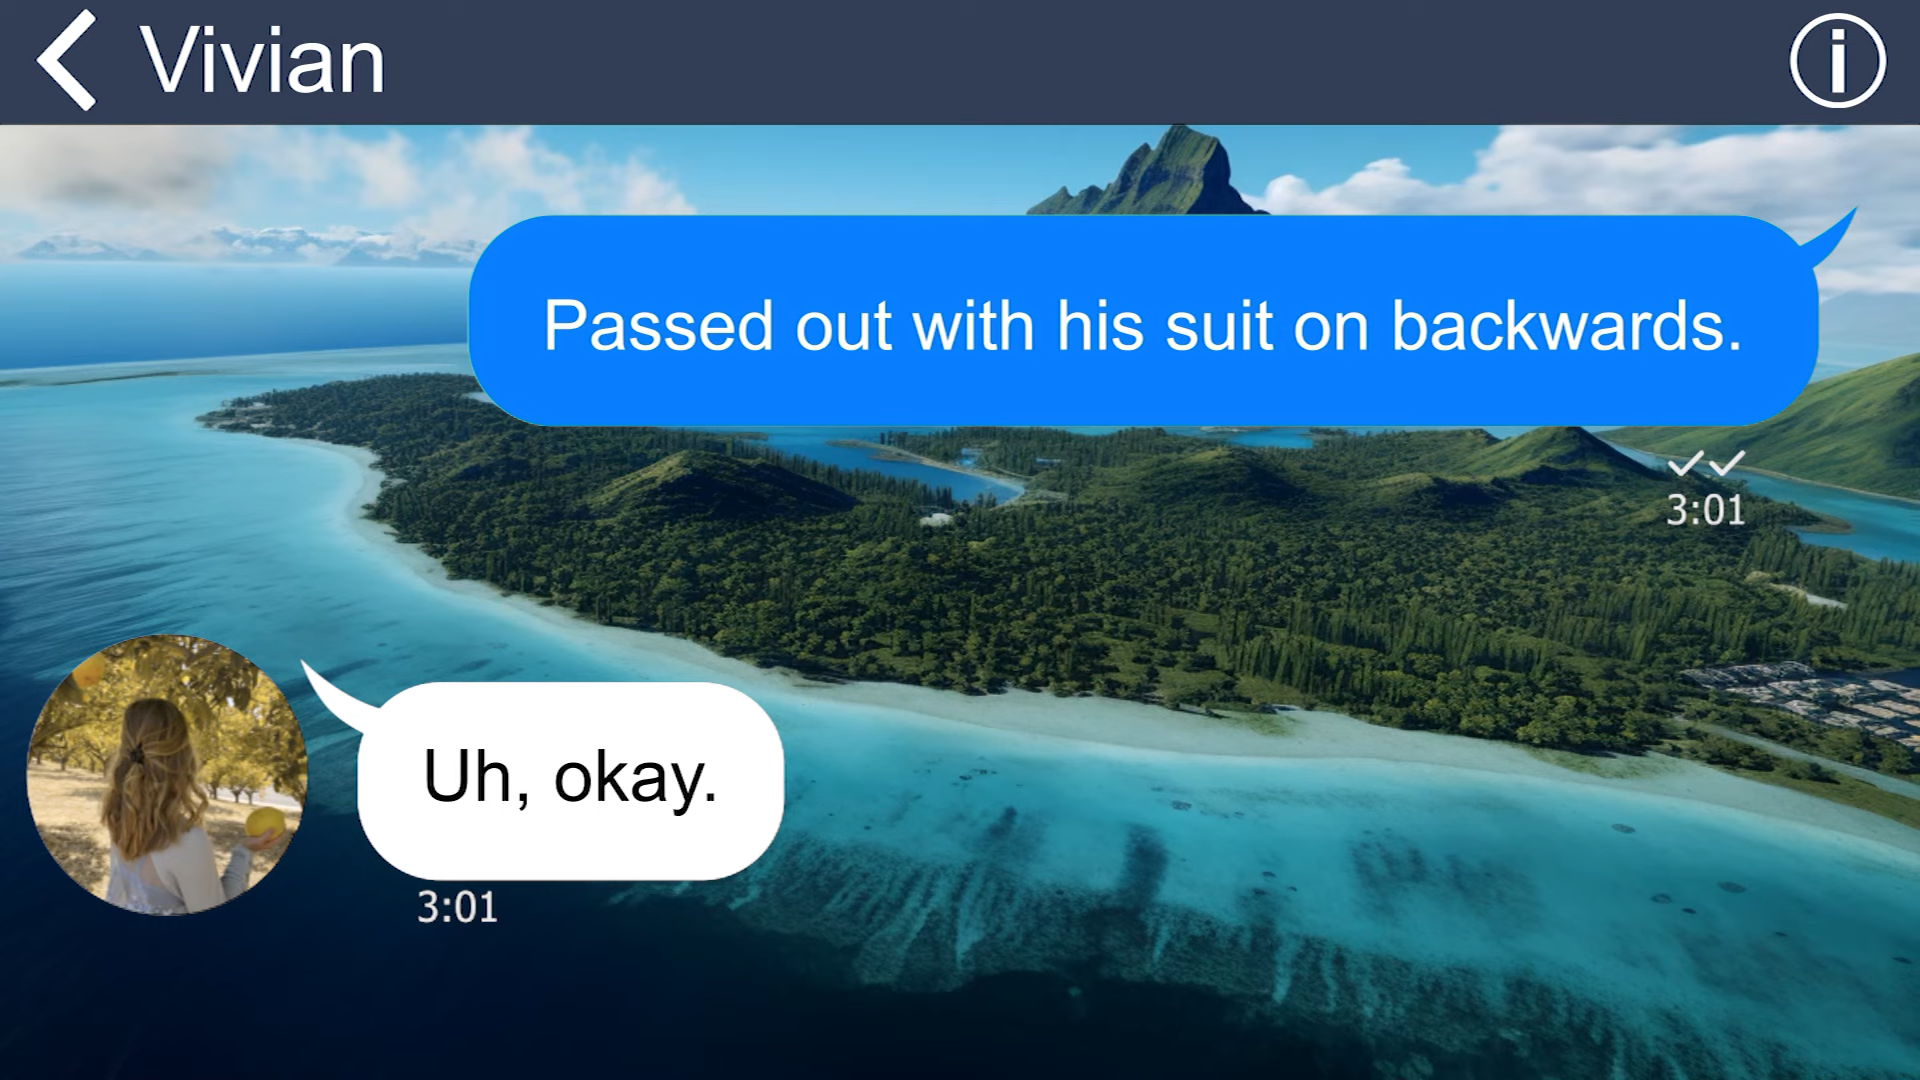 Vivian
Passed out with his suit on backwards.
3:01
Uh, okay.
3:01